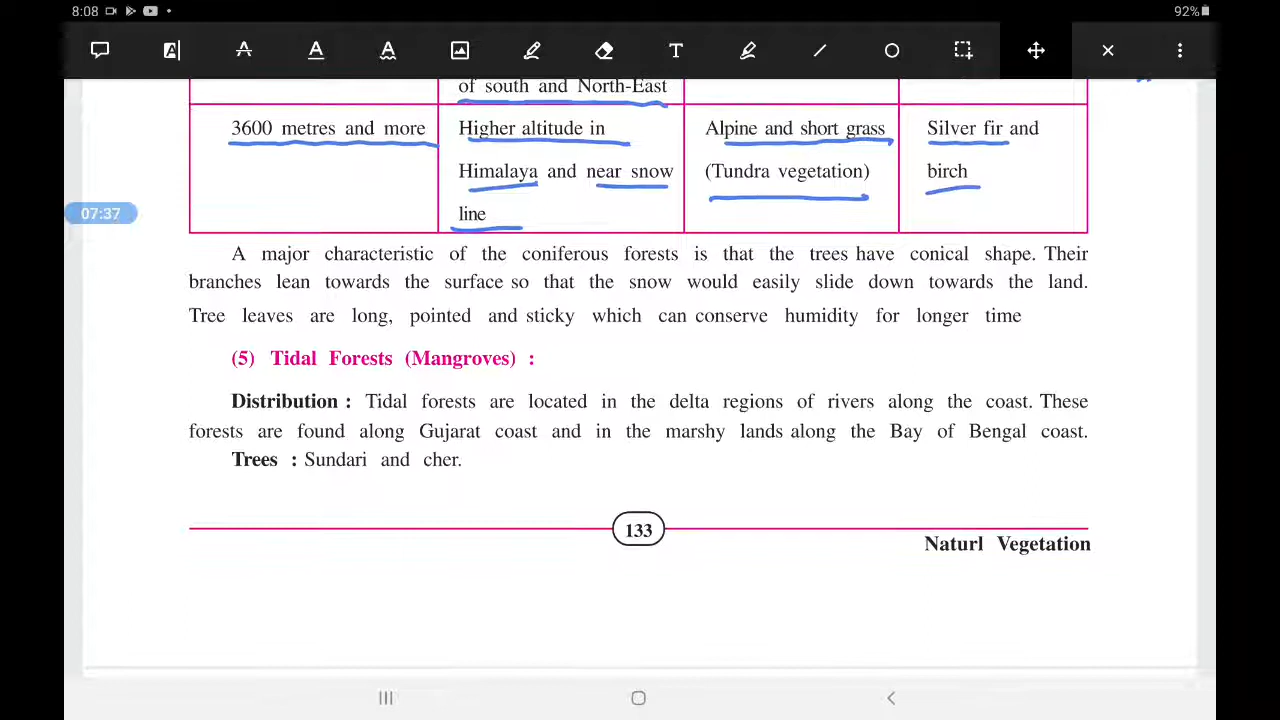 8:08
92%
of south and North-East
3600 metres and more
Higher altitude in
Himalaya and near snow
line
Alpine and short grass
(Tundra vegetation)
Silver fir and
birch
07:37
A major characteristic of the coniferous forests is that the trees have conical shape. Their
branches lean towards the surface so that the snow would easily slide down towards the land.
Tree leaves are long, pointed and sticky which can conserve humidity for longer time
(5) Tidal Forests (Mangroves) :
Distribution : Tidal forests are located in the delta regions of rivers along the coast. These
forests are found along Gujarat coast and in the marshy lands along the Bay of Bengal coast.
Trees : Sundari and cher.
133
Naturl Vegetation